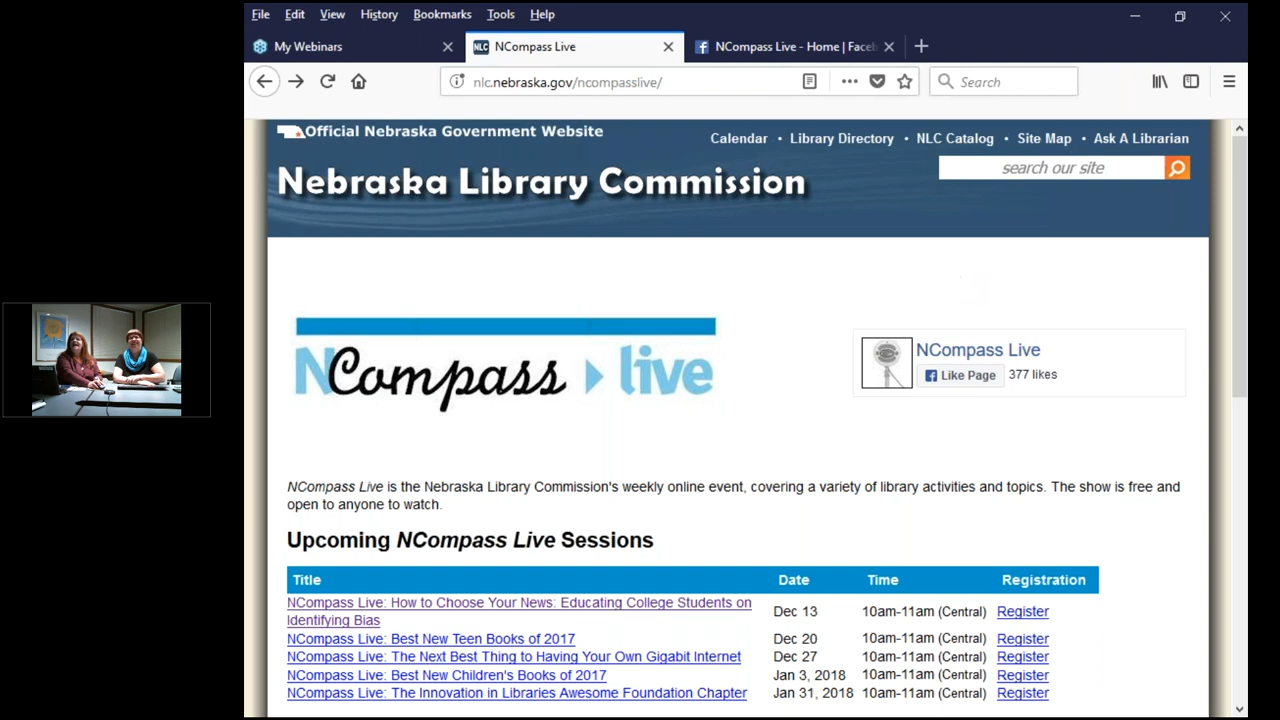 File Edit View History Bookmarks Tools Help
My Webinars
NLC NCompass Live
NCompass Live - Home | Faceb
nlc.nebraska.gov/ncompasslive/
Search
Official Nebraska Government Website
Calendar • Library Directory • NLC Catalog • Site Map • Ask A Librarian
Nebraska Library Commission
search our site
NCompass live
NCompass Live
Like Page 377 likes
NCompass Live is the Nebraska Library Commission's weekly online event, covering a variety of library activities and topics. The show is free and
open to anyone to watch.
Upcoming NCompass Live Sessions
Title Date Time Registration
NCompass Live: How to Choose Your News: Educating College Students on
Identifying Bias Dec 13 10am-11am (Central) Register
NCompass Live: Best New Teen Books of 2017 Dec 20 10am-11am (Central) Register
NCompass Live: The Next Best Thing to Having Your Own Gigabit Internet Dec 27 10am-11am (Central) Register
NCompass Live: Best New Children's Books of 2017 Jan 3, 2018 10am-11am (Central) Register
NCompass Live: The Innovation in Libraries Awesome Foundation Chapter Jan 31, 2018 10am-11am (Central) Register